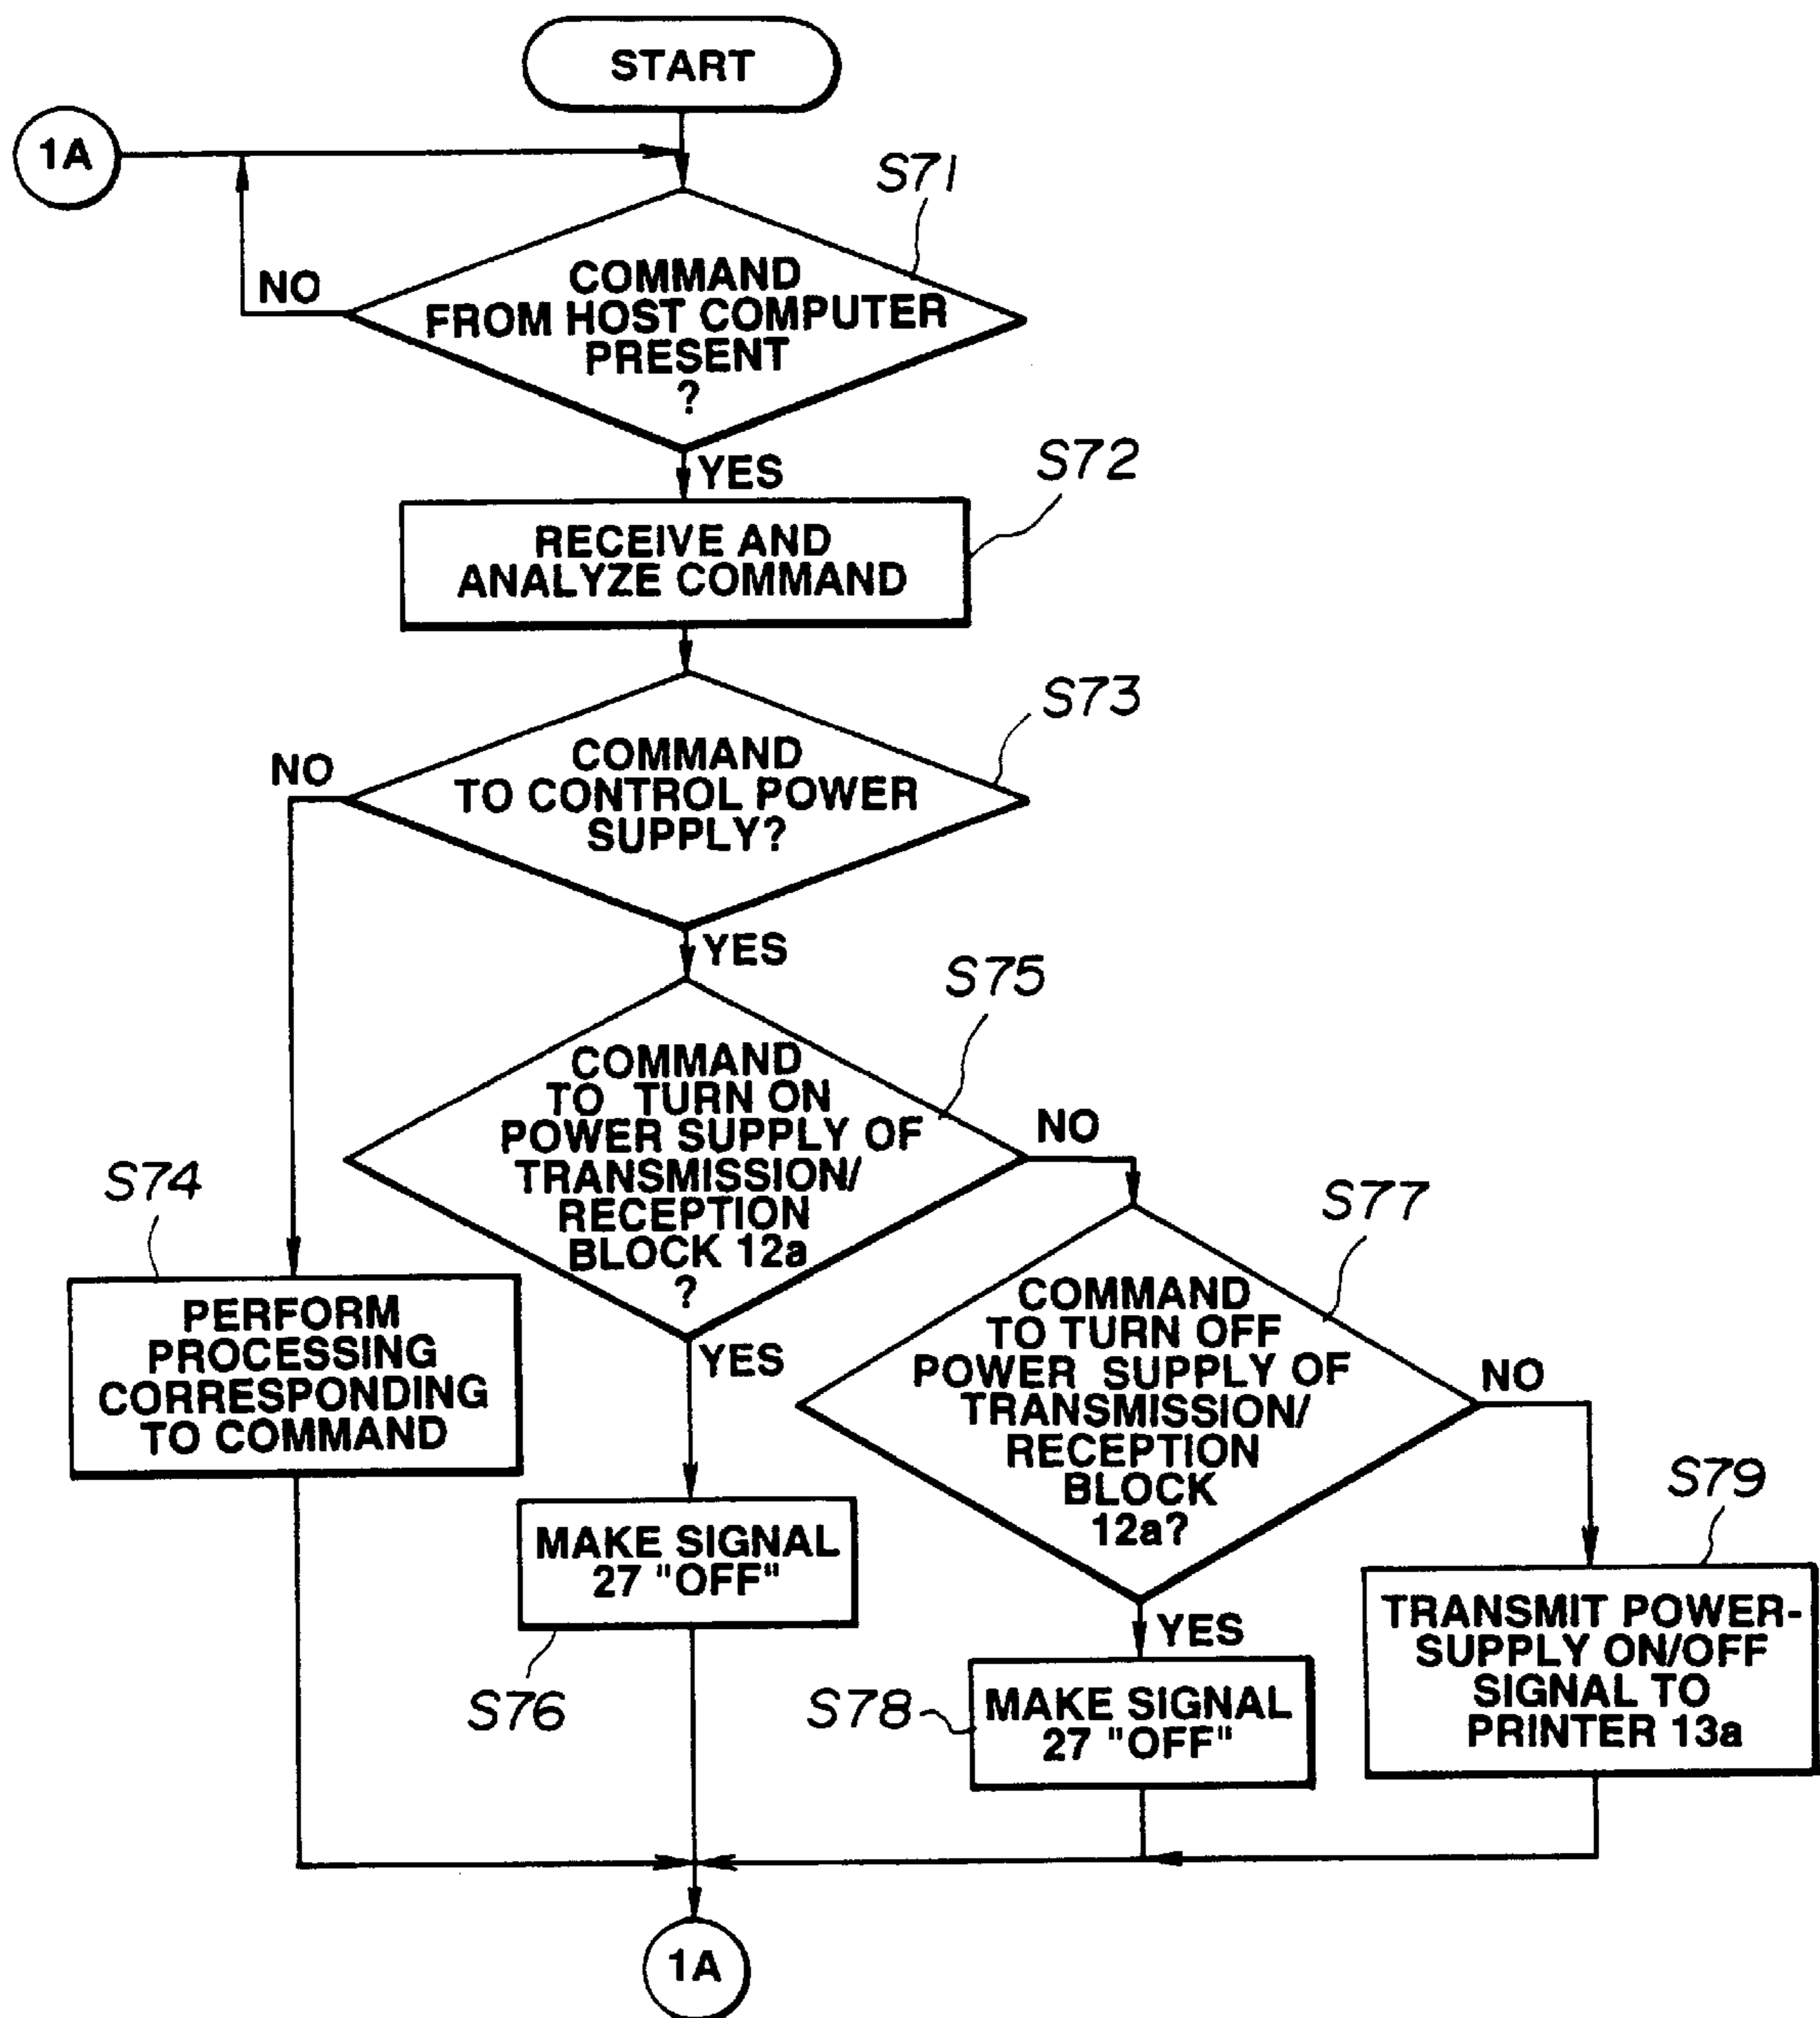 START
1A
S71
COMMAND
FROM HOST COMPUTER
PRESENT
?
NO
YES
S72
RECEIVE AND
ANALYZE COMMAND
S73
COMMAND
TO CONTROL POWER
SUPPLY?
NO
YES
S75
COMMAND
TO TURN ON
POWER SUPPLY OF
TRANSMISSION/
RECEPTION
BLOCK 12a
?
NO
YES
S74
PERFORM
PROCESSING
CORRESPONDING
TO COMMAND
S77
COMMAND
TO TURN OFF
POWER SUPPLY OF
TRANSMISSION/
RECEPTION
BLOCK
12a?
NO
YES
MAKE SIGNAL
27 "OFF"
S76
S78
MAKE SIGNAL
27 "OFF"
S79
TRANSMIT POWER-
SUPPLY ON/OFF
SIGNAL TO
PRINTER 13a
1A